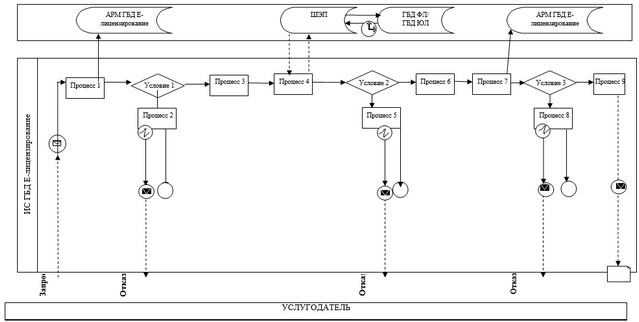 АРМ ГБД Е-
лицензирование
ШЭП
ГБД ФЛ/
ГБД ЮЛ
АРМ ГБД Е-
лицензирование
ИС ГБД Е-лицензирование
Процесс 1
Условие 1
Процесс 3
Процесс 4
Условие 2
Процесс 6
Процесс 7
Условие 3
Процесс 9
Процесс 2
Процесс 5
Процесс 8
Запро
Отказ
Отказ
Отказ
УСЛУГОДАТЕЛЬ